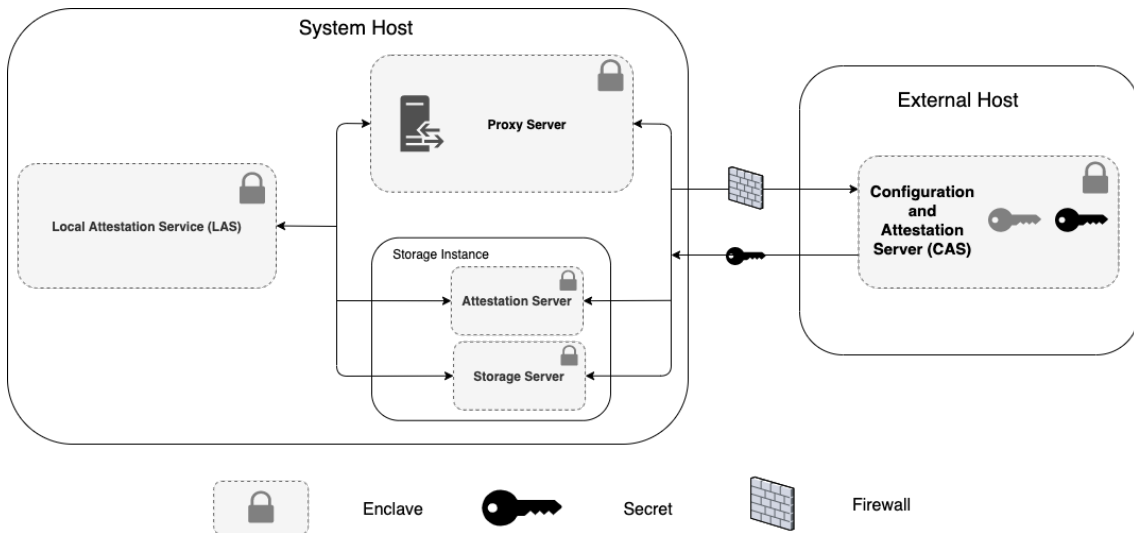 System Host
External Host
Proxy Server
Configuration
and
Attestation
Server (CAS)
Local Attestation Service (LAS)
Storage Instance
Attestation Server
Storage Server
Enclave
Secret
Firewall